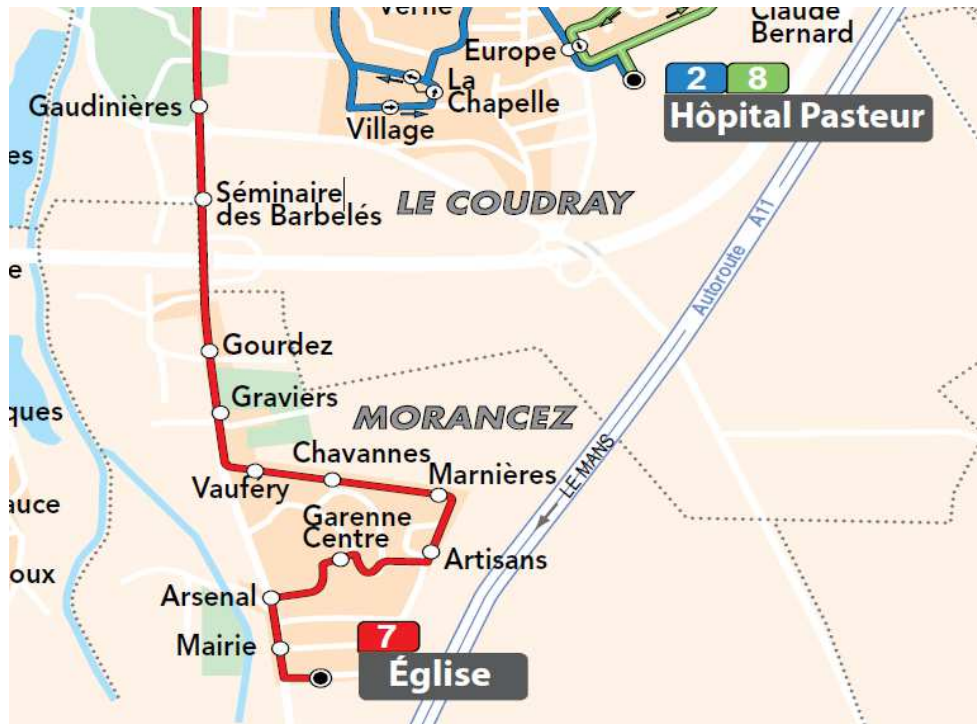 Verne
Claude
Bernard
Europe
La
Chapelle
Village
2 8
Hôpital Pasteur
Gaudinières
es
Séminaire
des Barbelés
LE COUDRAY
Autoroute A11
e
Gourdez
Graviers
ques
MORANCEZ
Chavannes
Marnières
Vauféry
LE MANS
auce
Garenne
Centre
Artisans
oux
Arsenal
Mairie
7
Église